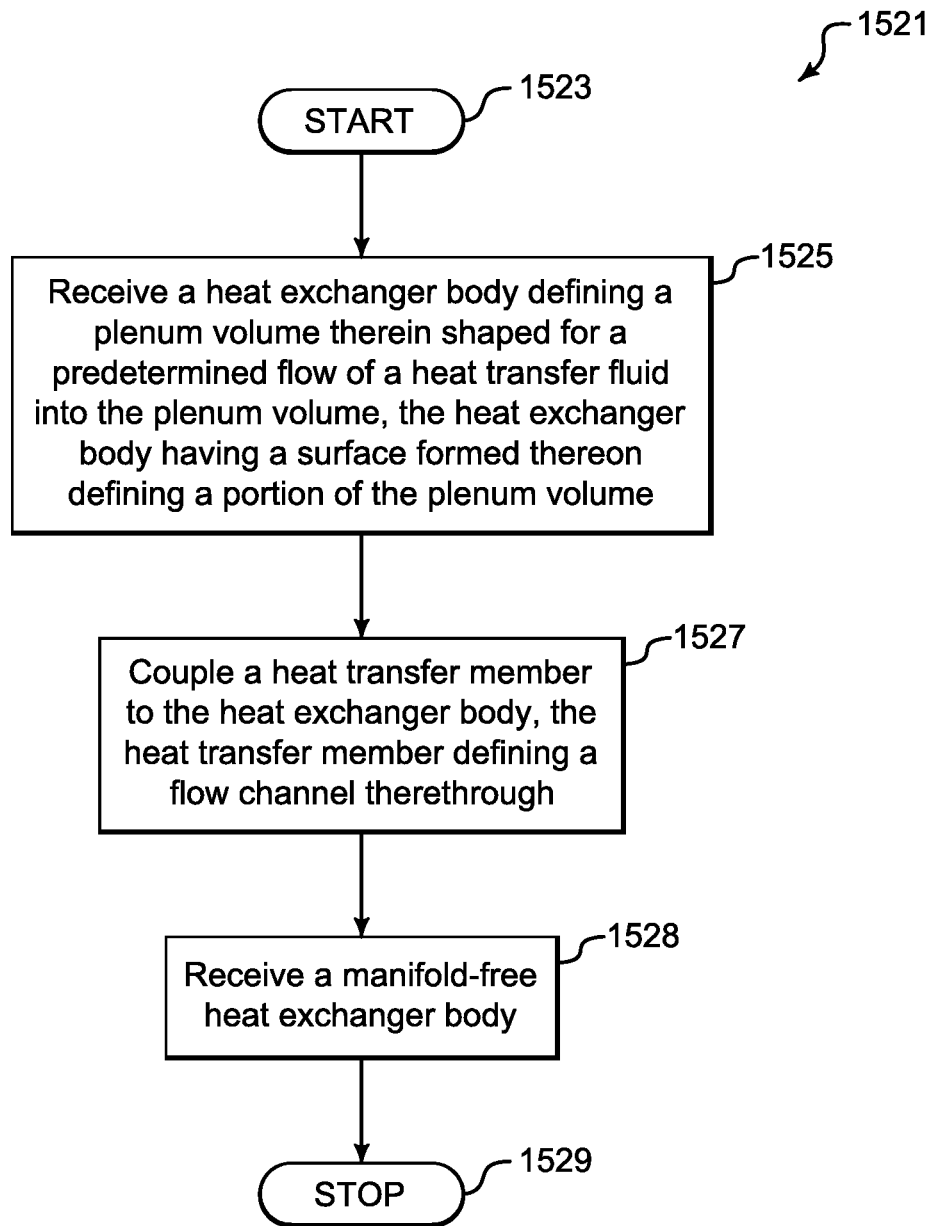 1521
START
1523
1525
Receive a heat exchanger body defining a
plenum volume therein shaped for a
predetermined flow of a heat transfer fluid
into the plenum volume, the heat exchanger
body having a surface formed thereon
defining a portion of the plenum volume
1527
Couple a heat transfer member
to the heat exchanger body, the
heat transfer member defining a
flow channel therethrough
1528
Receive a manifold-free
heat exchanger body
1529
STOP